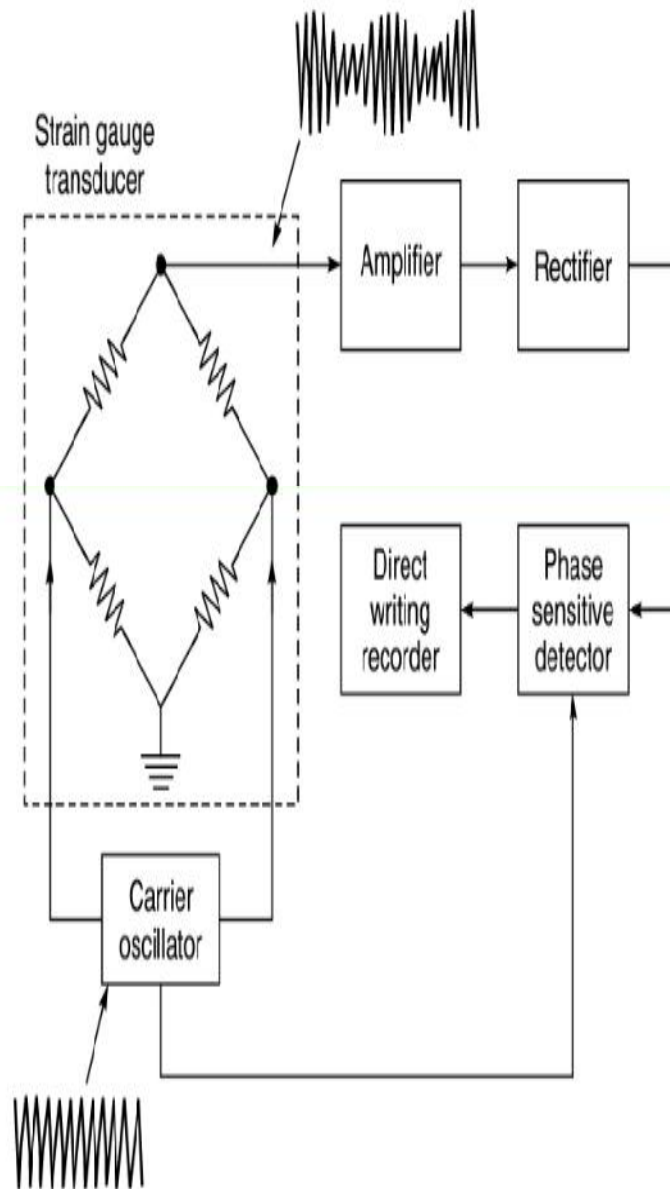 Strain gauge
transducer
Amplifier
Rectifier
Direct
writing
recorder
Phase
sensitive
detector
Carrier
oscillator